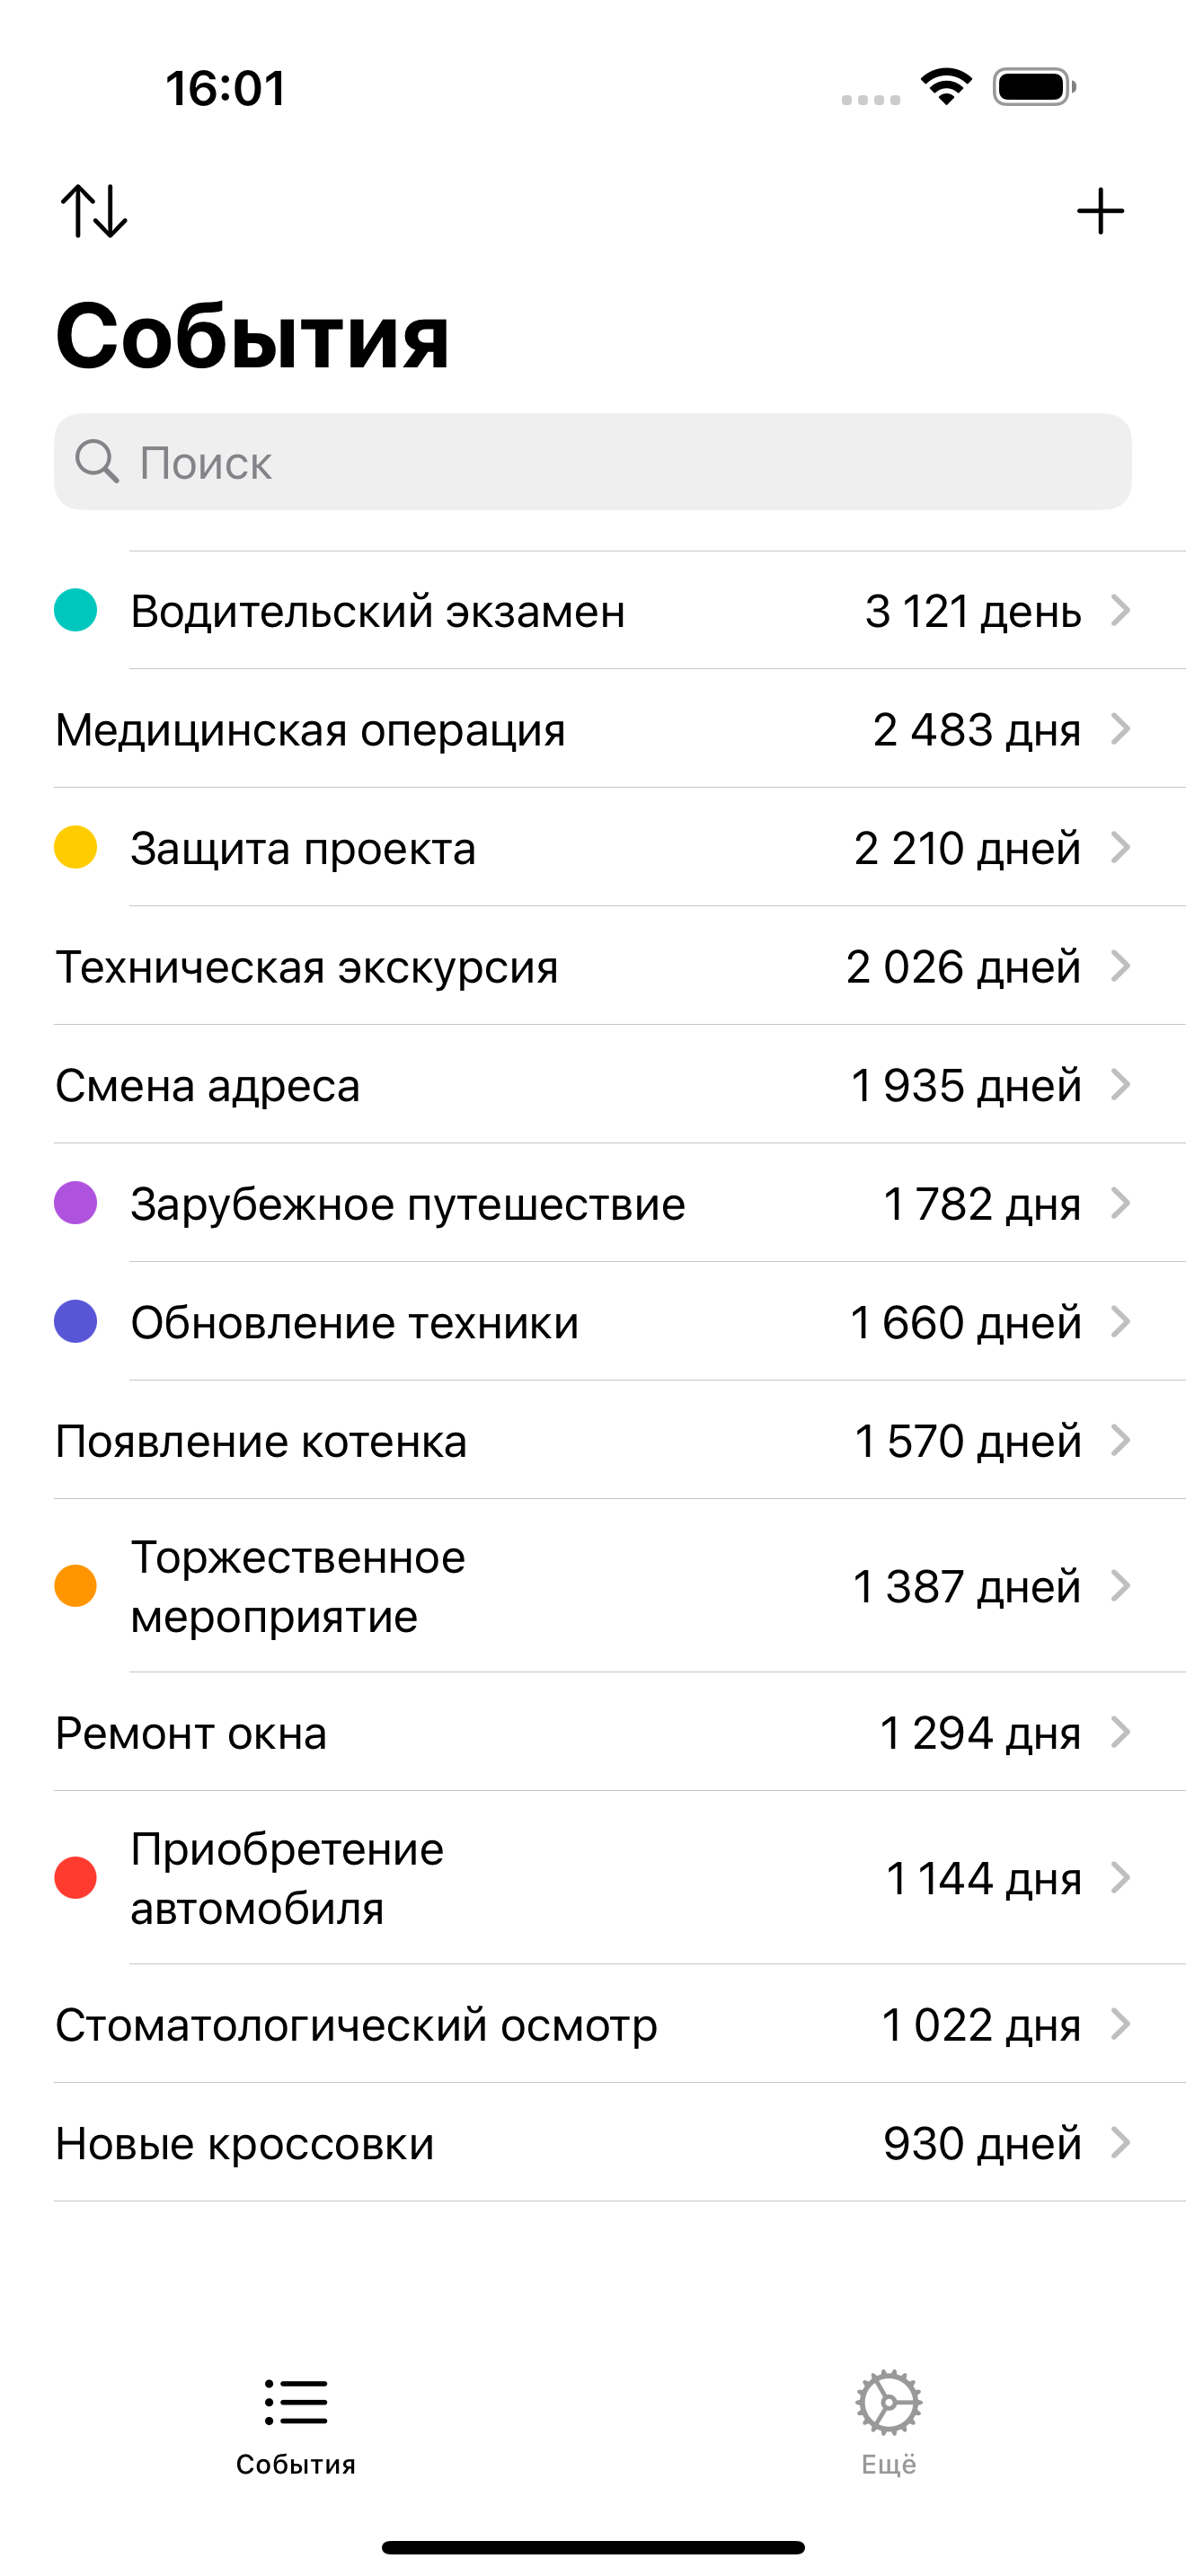 16:01
События
Поиск
Водительский экзамен 3 121 день
Медицинская операция 2 483 дня
Защита проекта 2 210 дней
Техническая экскурсия 2 026 дней
Смена адреса 1 935 дней
Зарубежное путешествие 1 782 дня
Обновление техники 1 660 дней
Появление котенка 1 570 дней
Торжественное
мероприятие 1 387 дней
Ремонт окна 1 294 дня
Приобретение
автомобиля 1 144 дня
Стоматологический осмотр 1 022 дня
Новые кроссовки 930 дней
События Ещё